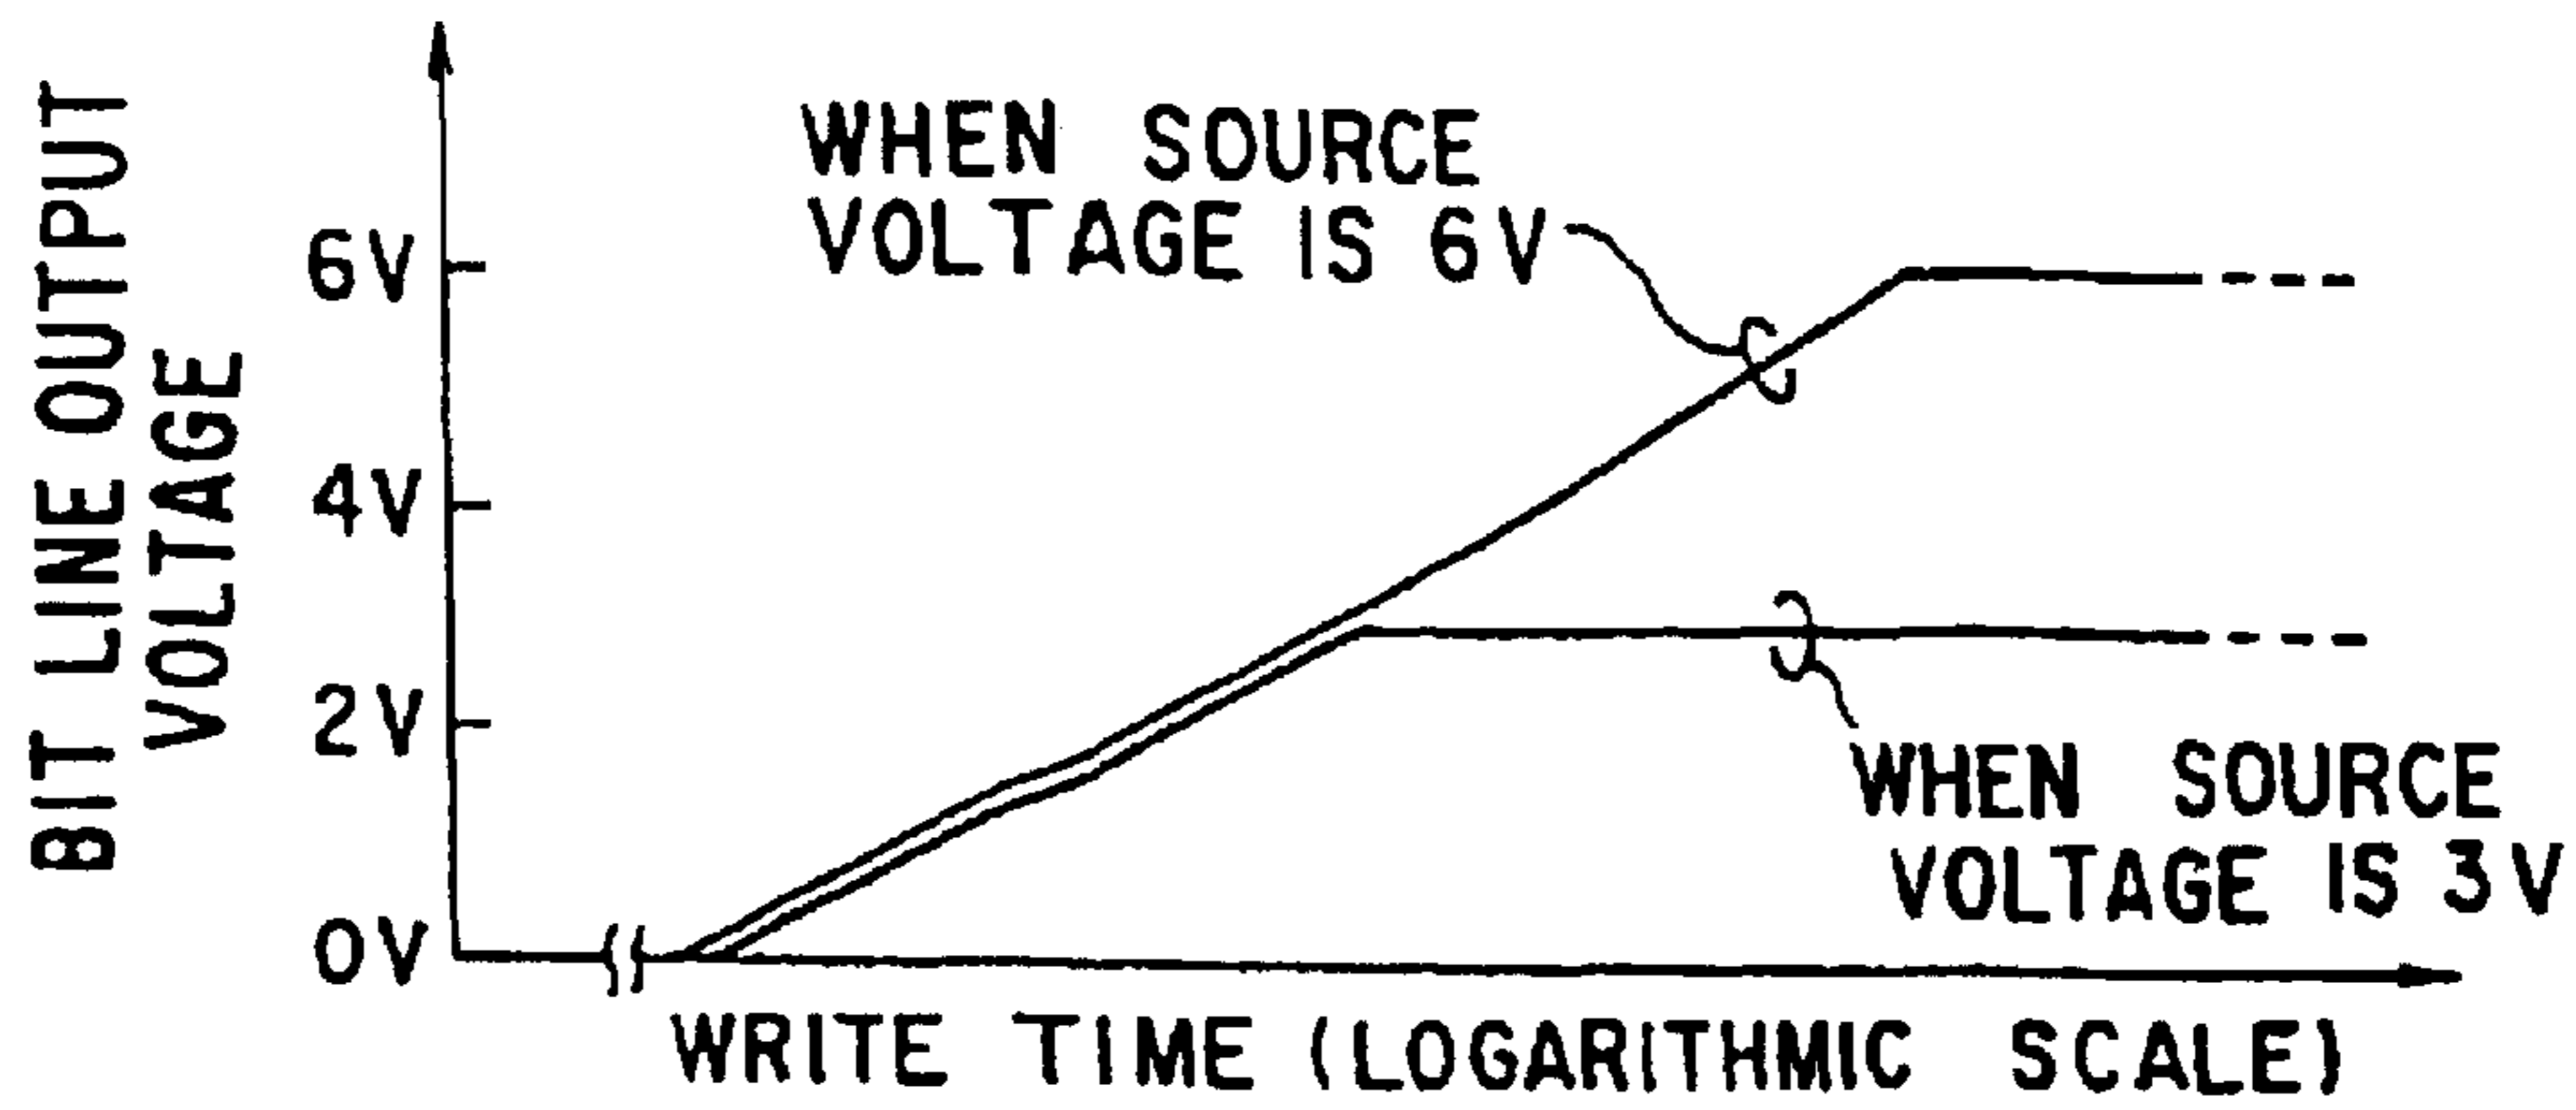 BIT LINE OUTPUT
VOLTAGE
6V
4V
2V
0V
WHEN SOURCE
VOLTAGE IS 6V
WHEN SOURCE
VOLTAGE IS 3V
WRITE TIME (LOGARITHMIC SCALE)